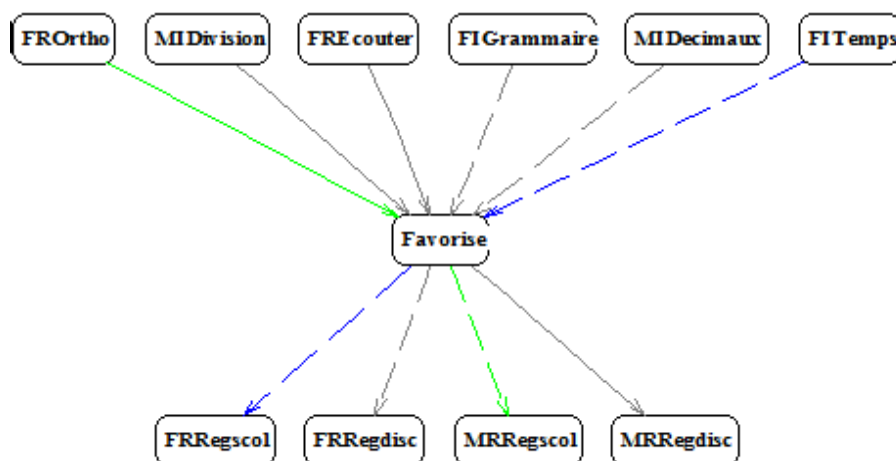 FROrtho
MIDivision
FREcouter
FIGrammaire
MIDecimaux
FITemps
Favorise
FRRegscol
FRRegdisc
MRRegscol
MRRegdisc